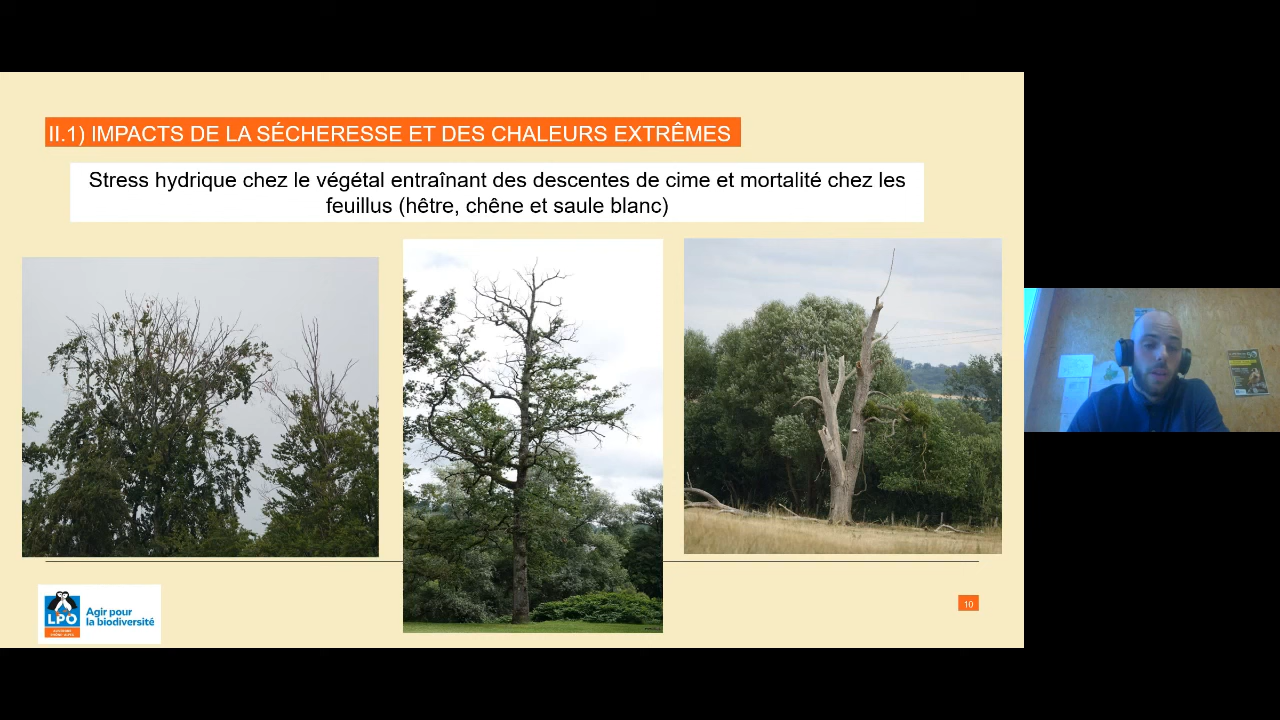 II.1) IMPACTS DE LA SÉCHERESSE ET DES CHALEURS EXTRÊMES
Stress hydrique chez le végétal entraînant des descentes de cime et mortalité chez les
feuillus (hêtre, chêne et saule blanc)
LPO
Agir pour
la biodiversité
10